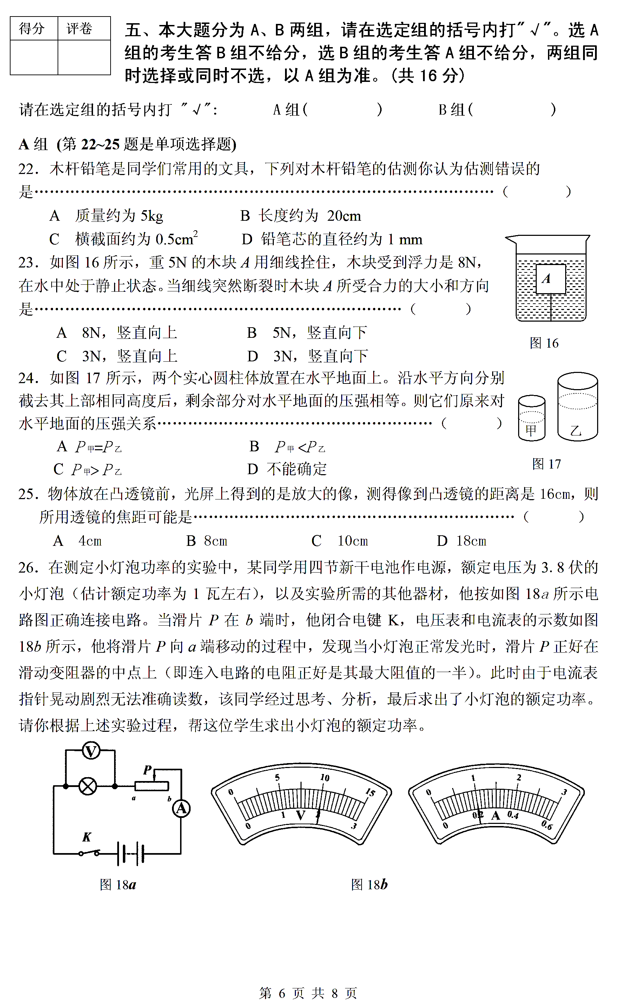 得分 评卷
五、本大题分为 A、B 两组，请在选定组的括号内打"√"。选 A
组的考生答 B 组不给分，选 B 组的考生答 A 组不给分，两组同
时选择或同时不选，以 A 组为准。(共 16 分)
请在选定组的括号内打 "√": A 组( ) B 组( )
A 组 (第 22~25 题是单项选择题)
22．木杆铅笔是同学们常用的文具，下列对木杆铅笔的估测你认为估测错误的
是……………………………………………………………………………（ ）
A 质量约为 5kg B 长度约为 20cm
C 横截面约为 0.5cm² D 铅笔芯的直径约为 1 mm
23．如图 16 所示，重 5N 的木块 A 用细线拴住，木块受到浮力是 8N，
在水中处于静止状态。当细线突然断裂时木块 A 所受合力的大小和方向
是………………………………………………………………（ ）
A 8N，竖直向上 B 5N，竖直向下
C 3N，竖直向上 D 3N，竖直向下
A
图 16
24．如图 17 所示，两个实心圆柱体放置在水平地面上。沿水平方向分别
截去其上部相同高度后，剩余部分对水平地面的压强相等。则它们原来对
水平地面的压强关系………………………………………………（ ）
A P甲=P乙 B P甲<P乙
C P甲>P乙 D 不能确定
甲 乙
图 17
25．物体放在凸透镜前，光屏上得到的是放大的像，测得像到凸透镜的距离是 16cm，则
所用透镜的焦距可能是………………………………………………………（ ）
A 4cm B 8cm C 10cm D 18cm
26．在测定小灯泡功率的实验中，某同学用四节新干电池作电源，额定电压为 3.8 伏的
小灯泡（估计额定功率为 1 瓦左右），以及实验所需的其他器材，他按如图 18a 所示电
路图正确连接电路。当滑片 P 在 b 端时，他闭合电键 K，电压表和电流表的示数如图
18b 所示，他将滑片 P 向 a 端移动的过程中，发现当小灯泡正常发光时，滑片 P 正好在
滑动变阻器的中点上（即连入电路的电阻正好是其最大阻值的一半）。此时由于电流表
指针晃动剧烈无法准确读数，该同学经过思考、分析，最后求出了小灯泡的额定功率。
请你根据上述实验过程，帮这位学生求出小灯泡的额定功率。
V
P
a b
A
K
0 5 10 15
0 1 V 2 3
0 1 2 3
0 0.2 A 0.4 0.6
图 18a 图 18b
第 6 页 共 8 页